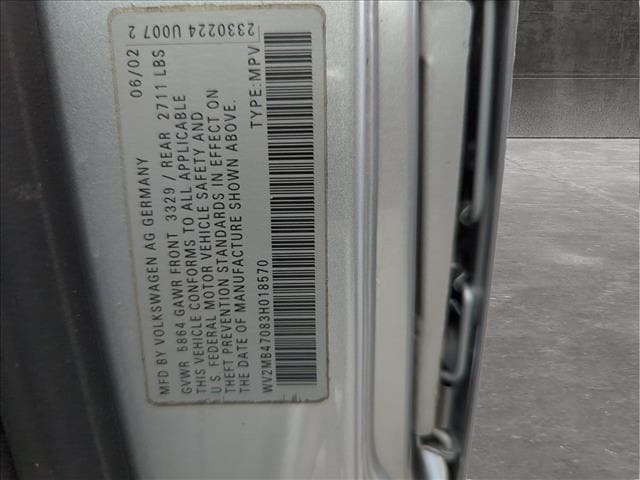 MFD BY VOLKSWAGEN AG GERMANY 06/02
GVWR 5864 GAWR FRONT 3329 / REAR 2711 LBS
THIS VEHICLE CONFORMS TO ALL APPLICABLE
U.S. FEDERAL MOTOR VEHICLE SAFETY AND
THEFT PREVENTION STANDARDS IN EFFECT ON
THE DATE OF MANUFACTURE SHOWN ABOVE.
WV2MB47083H018570 TYPE:MPV
2330224 U007 2